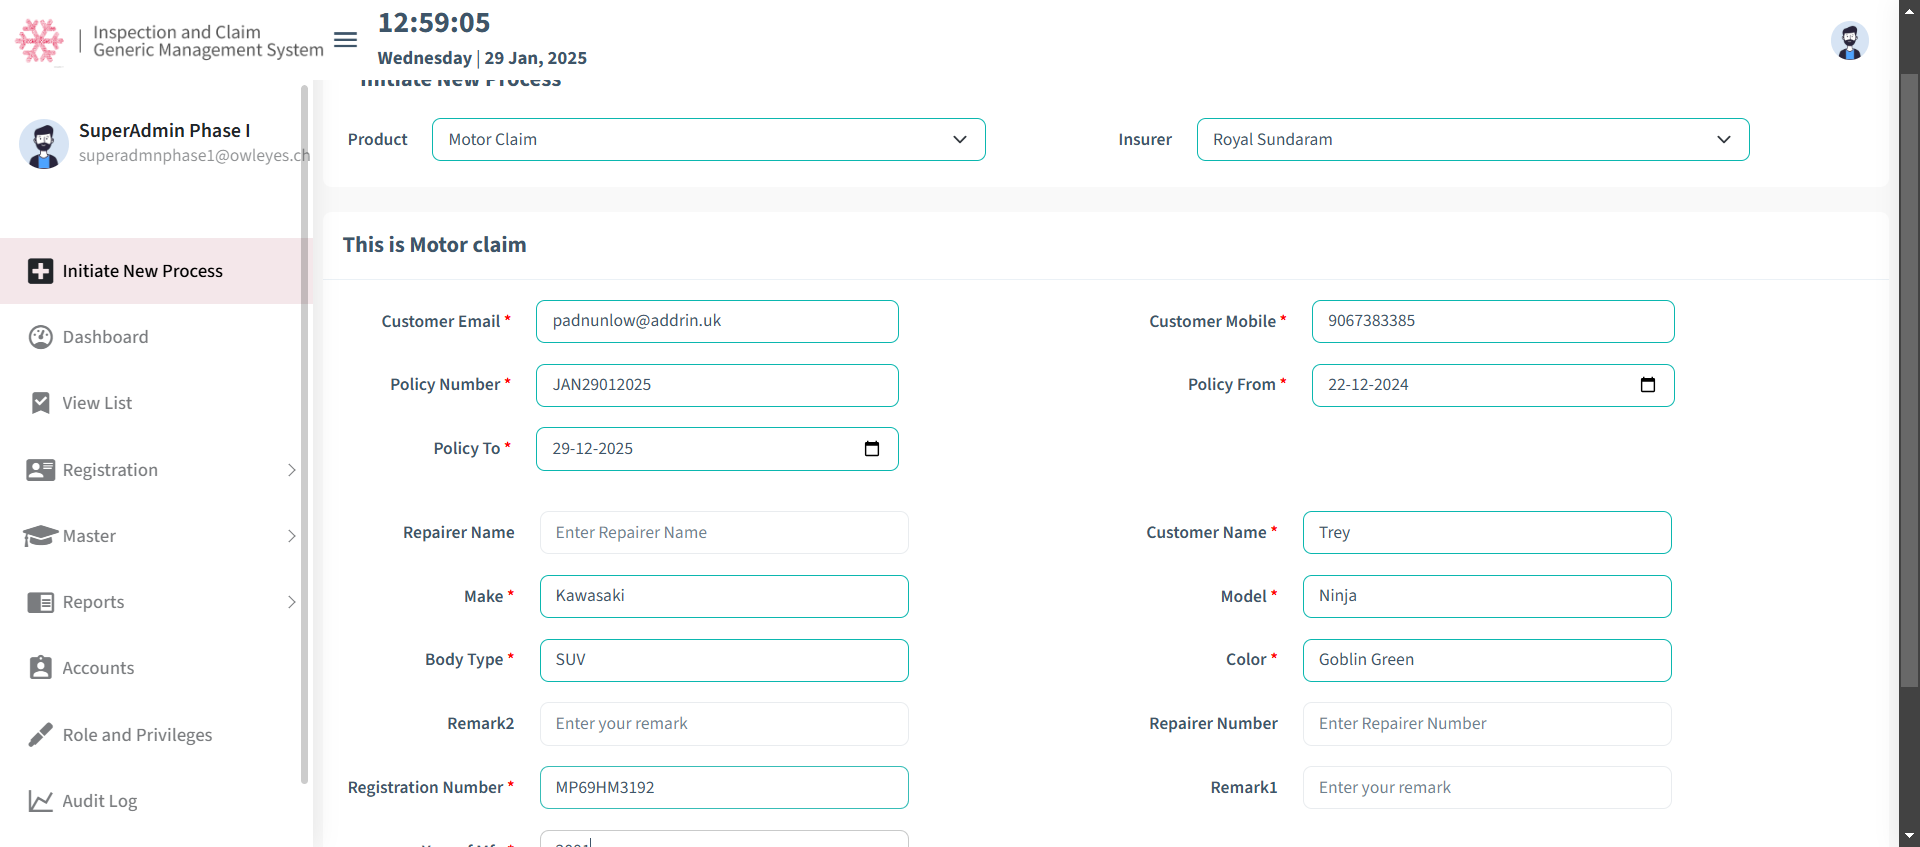 Inspection and Claim
Generic Management System
12:59:05
Wednesday | 29 Jan, 2025
SuperAdmin Phase I
superadmnphase1@owleyes.ch
Initiate New Process
Dashboard
View List
Registration
Master
Reports
Accounts
Role and Privileges
Audit Log
Initiate New Process
Product Motor Claim Insurer Royal Sundaram
This is Motor claim
Customer Email * padnunlow@addrin.uk Customer Mobile * 9067383385
Policy Number * JAN29012025 Policy From * 22-12-2024
Policy To * 29-12-2025
Repairer Name Enter Repairer Name Customer Name * Trey
Make * Kawasaki Model * Ninja
Body Type * SUV Color * Goblin Green
Remark2 Enter your remark Repairer Number Enter Repairer Number
Registration Number * MP69HM3192 Remark1 Enter your remark